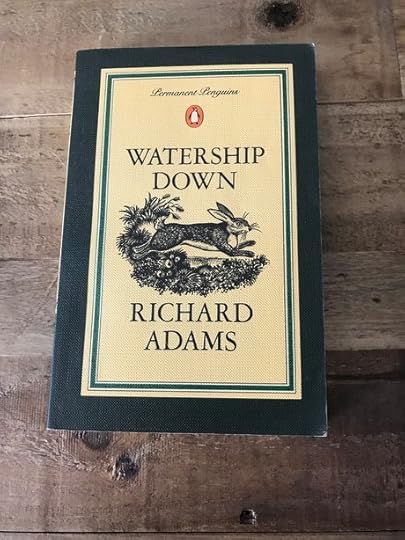 Permanent Penguins
WATERSHIP
DOWN
RICHARD
ADAMS